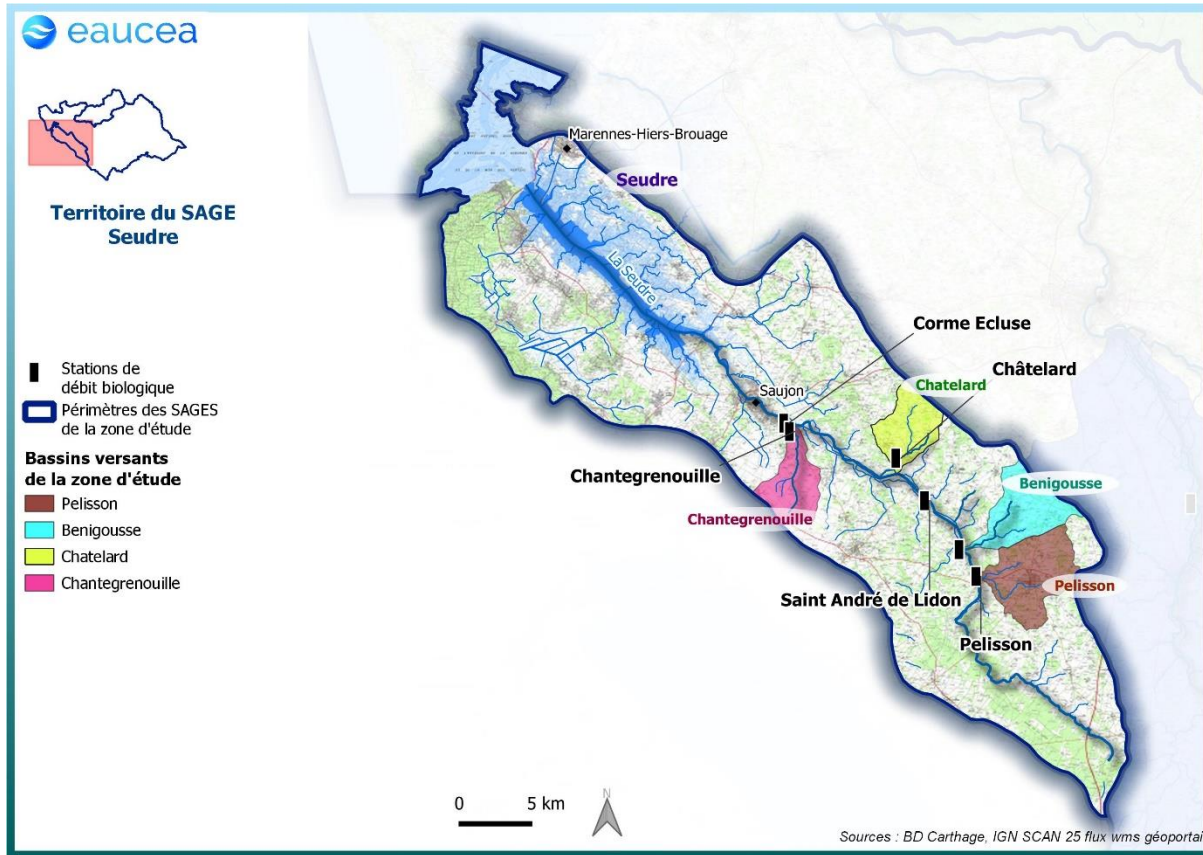 eaucea
Territoire du SAGE
Seudre
Stations de
débit biologique
Périmètres des SAGES
de la zone d'étude
Bassins versants
de la zone d'étude
Pelisson
Benigousse
Chatelard
Chantegrenouille
Marennes-Hiers-Brouage
Seudre
La Seudre
Corme Ecluse
Châtelard
Chatelard
Saujon
Chantegrenouille
Benigousse
Chantegrenouille
Saint André de Lidon
Pelisson
Pelisson
0 5 km
N
Sources : BD Carthage, IGN SCAN 25 flux wms géoportai